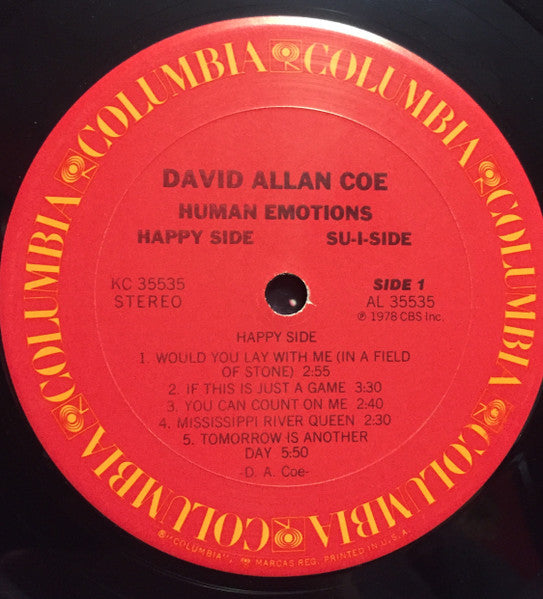 COLUMBIA COLUMBIA COLUMBIA COLUMBIA COLUMBIA COLUMBIA
DAVID ALLAN COE
HUMAN EMOTIONS
HAPPY SIDE SU-I-SIDE
KC 35535 SIDE 1
STEREO AL 35535
℗ 1978 CBS Inc.
HAPPY SIDE
1. WOULD YOU LAY WITH ME (IN A FIELD
OF STONE) 2:55
2. IF THIS IS JUST A GAME 3:30
3. YOU CAN COUNT ON ME 2:40
4. MISSISSIPPI RIVER QUEEN 2:30
5. TOMORROW IS ANOTHER
DAY 5:50
-D. A. Coe-
"COLUMBIA", MARCAS REG. PRINTED IN U.S.A.